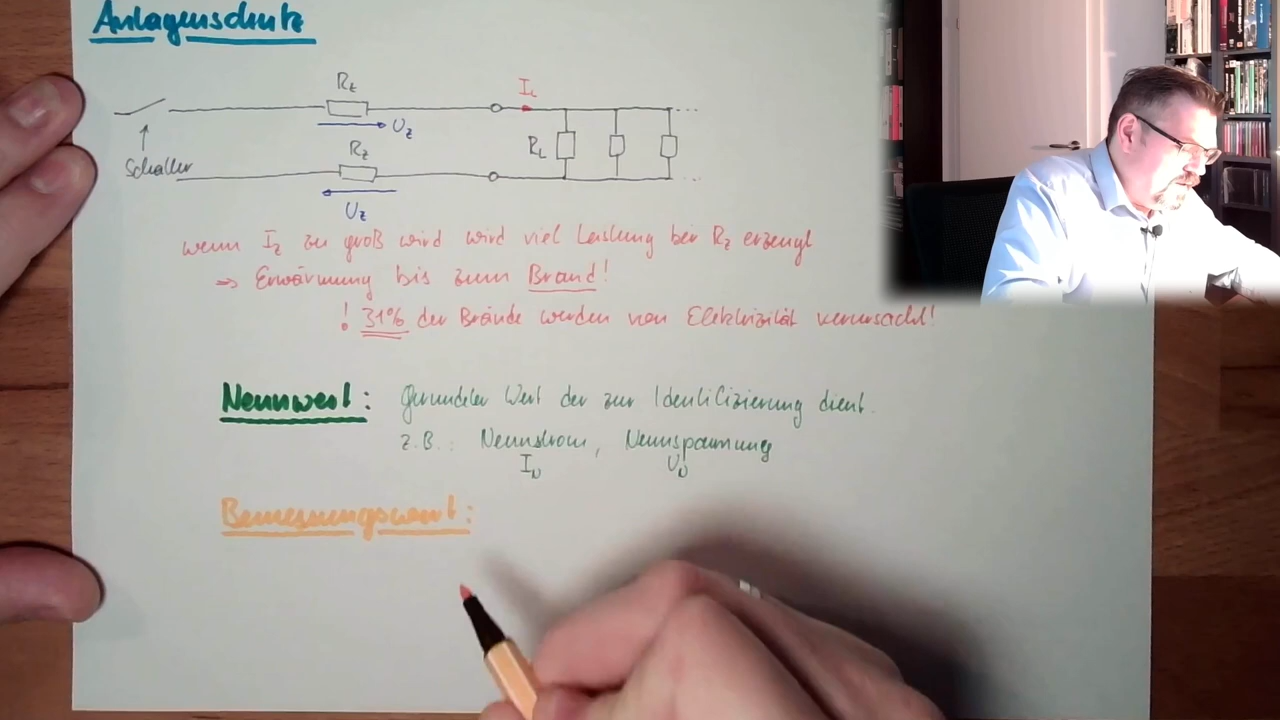 Anlagenschutz
Rz
IL
Uz
Rz
RL
Schalter
Uz
wenn Iz zu groß wird wird viel Leistung bei Rz erzeugt
⇒ Erwärmung bis zum Brand!
! 31% der Brände werden von Elektrizität verursacht!
Nennwert: Gerundeter Wert der zur Identifizierung dient.
z.B.: Nennstrom, Nennspannung
IN UN
Bemessungswert: